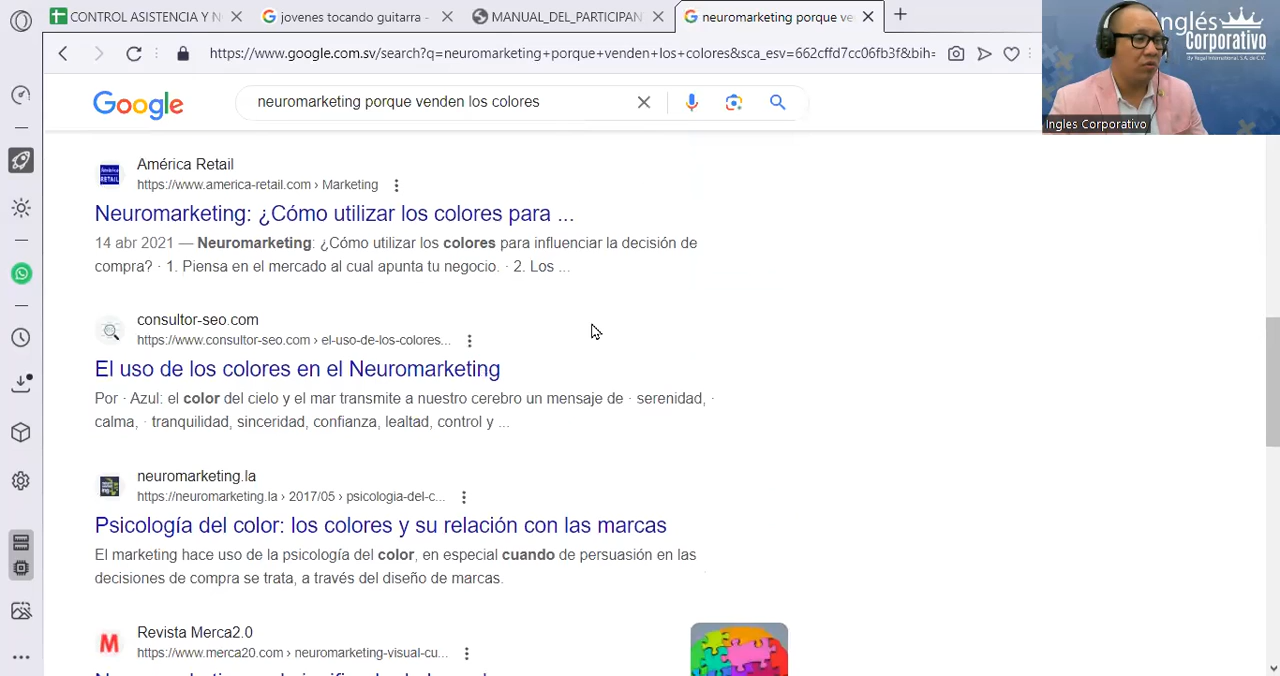 CONTROL ASISTENCIA Y N
jovenes tocando guitarra -
MANUAL_DEL_PARTICIPAN
neuromarketing porque ve
https://www.google.com.sv/search?q=neuromarketing+porque+venden+los+colores&sca_esv=662cffd7cc06fb3f&bih=
Inglés
Corporativo
By Regal International, S.A. de C.V.
Ingles Corporativo
Google
neuromarketing porque venden los colores
América Retail
https://www.america-retail.com › Marketing
Neuromarketing: ¿Cómo utilizar los colores para ...
14 abr 2021 — Neuromarketing: ¿Cómo utilizar los colores para influenciar la decisión de
compra? · 1. Piensa en el mercado al cual apunta tu negocio. · 2. Los ...
consultor-seo.com
https://www.consultor-seo.com › el-uso-de-los-colores...
El uso de los colores en el Neuromarketing
Por · Azul: el color del cielo y el mar transmite a nuestro cerebro un mensaje de · serenidad, ·
calma, · tranquilidad, sinceridad, confianza, lealtad, control y ...
neuromarketing.la
https://neuromarketing.la › 2017/05 › psicologia-del-c...
Psicología del color: los colores y su relación con las marcas
El marketing hace uso de la psicología del color, en especial cuando de persuasión en las
decisiones de compra se trata, a través del diseño de marcas.
Revista Merca2.0
https://www.merca20.com › neuromarketing-visual-cu...